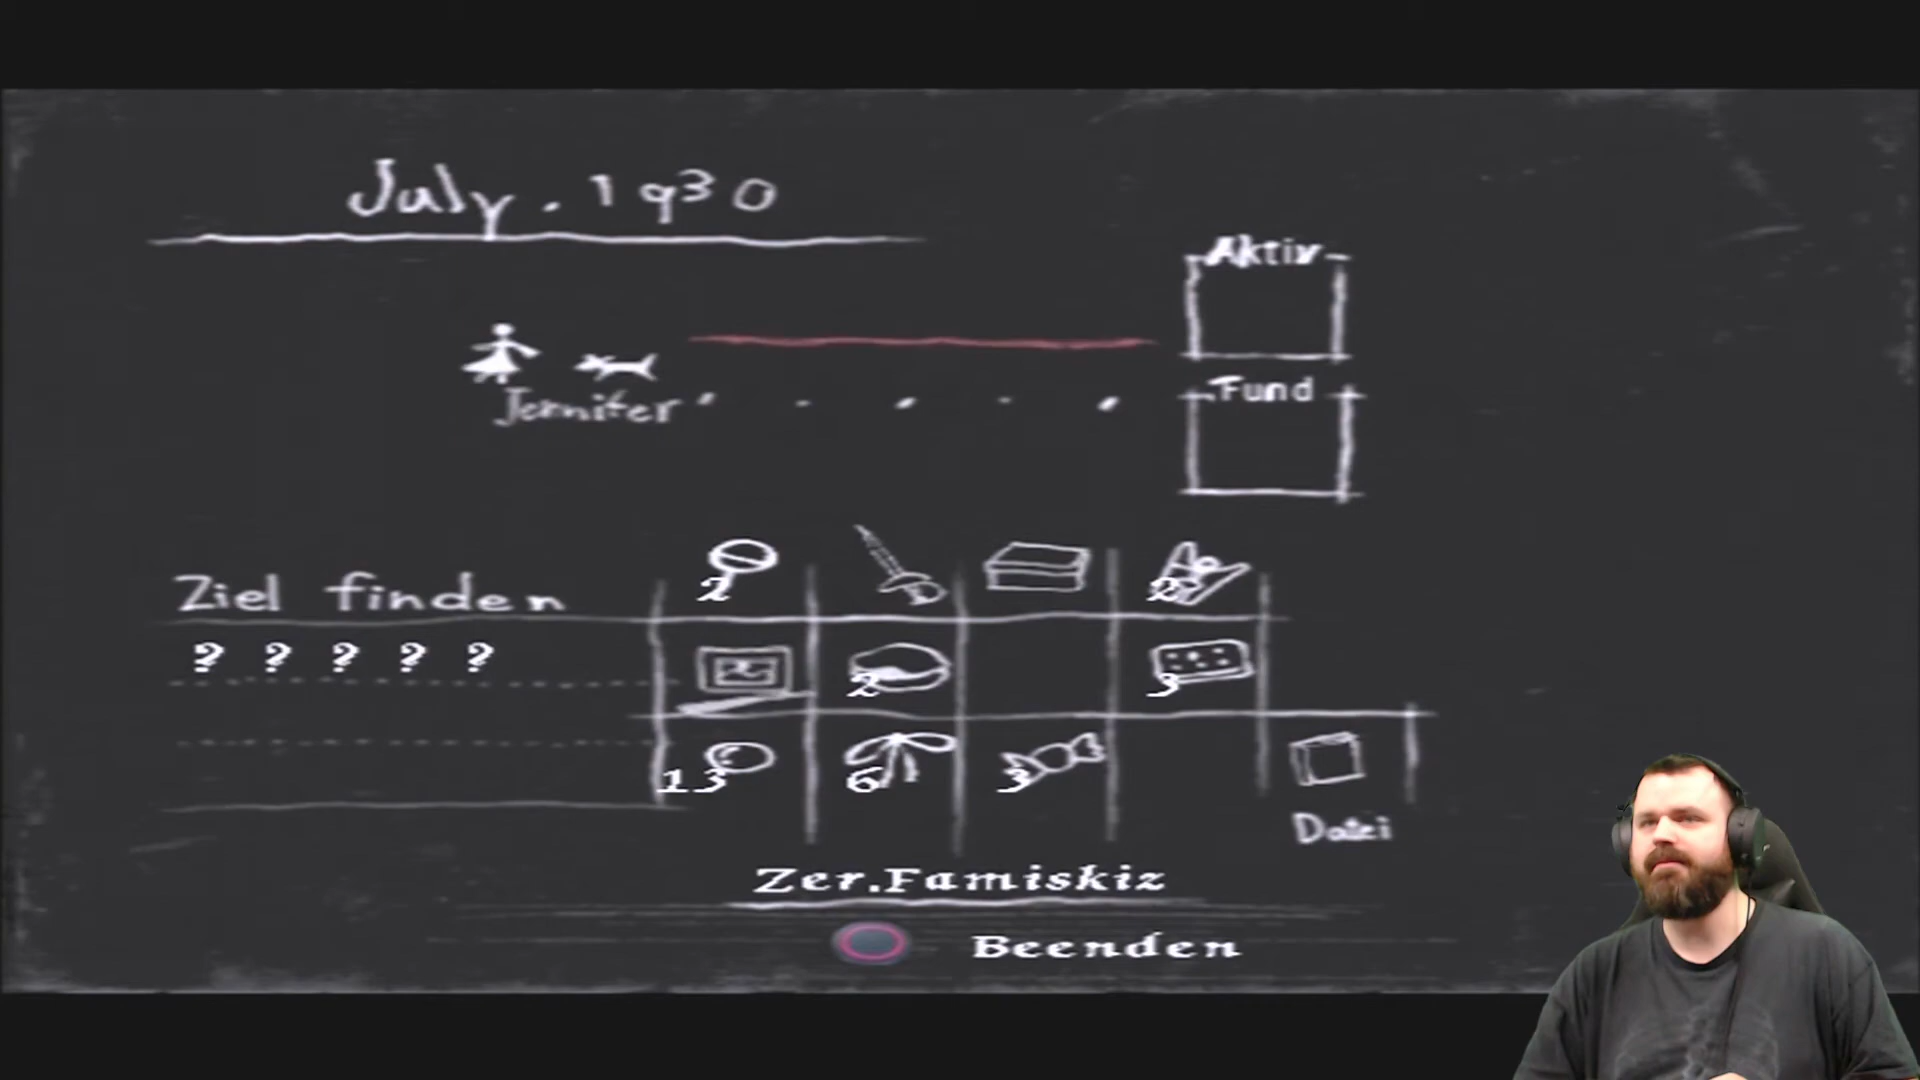 July. 1930
Aktiv
Jennifer
Fund
Ziel finden
2
2
? ? ? ? ?
2
3
13
6
3
Datei
Zer.Famiskiz
Beenden